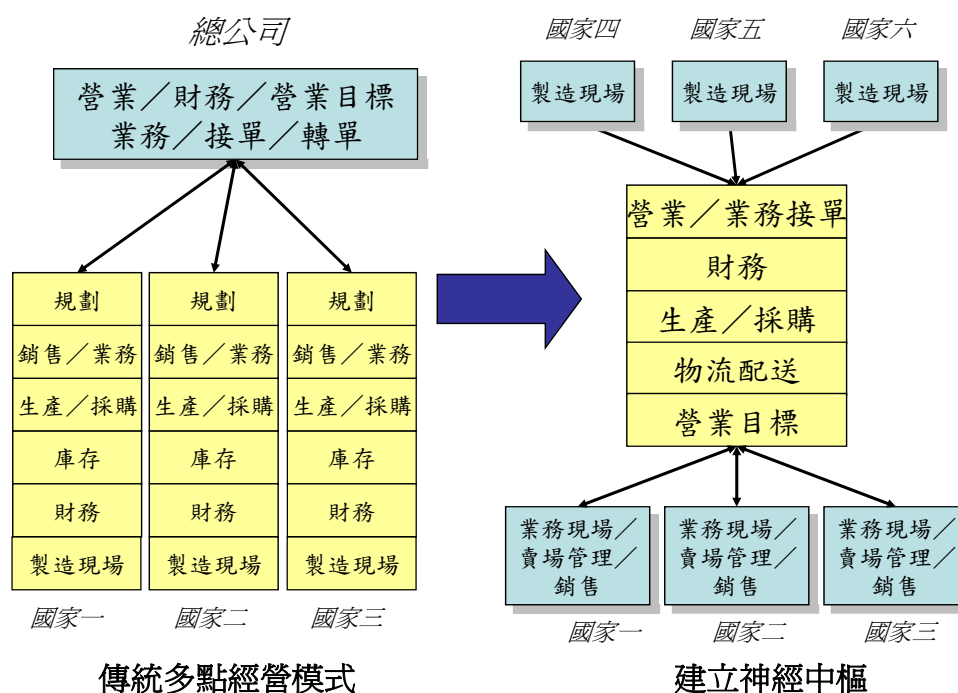 總公司
營業／財務／營業目標
業務／接單／轉單
規劃
銷售／業務
生產／採購
庫存
財務
製造現場
國家一
規劃
銷售／業務
生產／採購
庫存
財務
製造現場
國家二
規劃
銷售／業務
生產／採購
庫存
財務
製造現場
國家三
傳統多點經營模式
國家四
國家五
國家六
製造現場
製造現場
製造現場
營業／業務接單
財務
生產／採購
物流配送
營業目標
業務現場／
賣場管理／
銷售
國家一
業務現場／
賣場管理／
銷售
國家二
業務現場／
賣場管理／
銷售
國家三
建立神經中樞